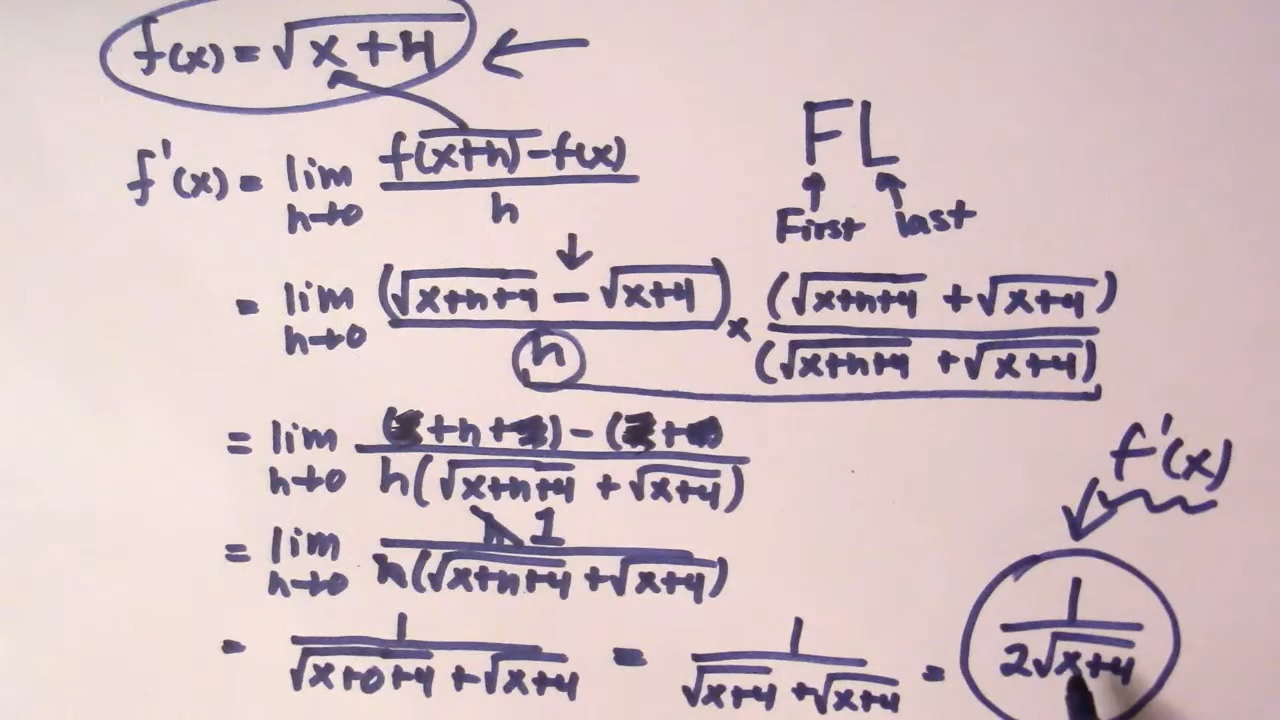 f(x) = √(x+4) ←
f'(x) = lim h→0 (f(x+h) - f(x)) / h
FL
First last
= lim h→0 (√(x+h+4) - √(x+4)) / h × (√(x+h+4) + √(x+4)) / (√(x+h+4) + √(x+4))
= lim h→0 ((x+h+4) - (x+4)) / h(√(x+h+4) + √(x+4))
f'(x)
= lim h→0 h 1 / h(√(x+h+4) + √(x+4))
= 1 / (√(x+0+4) + √(x+4)) = 1 / (√(x+4) + √(x+4)) = 1 / 2√(x+4)